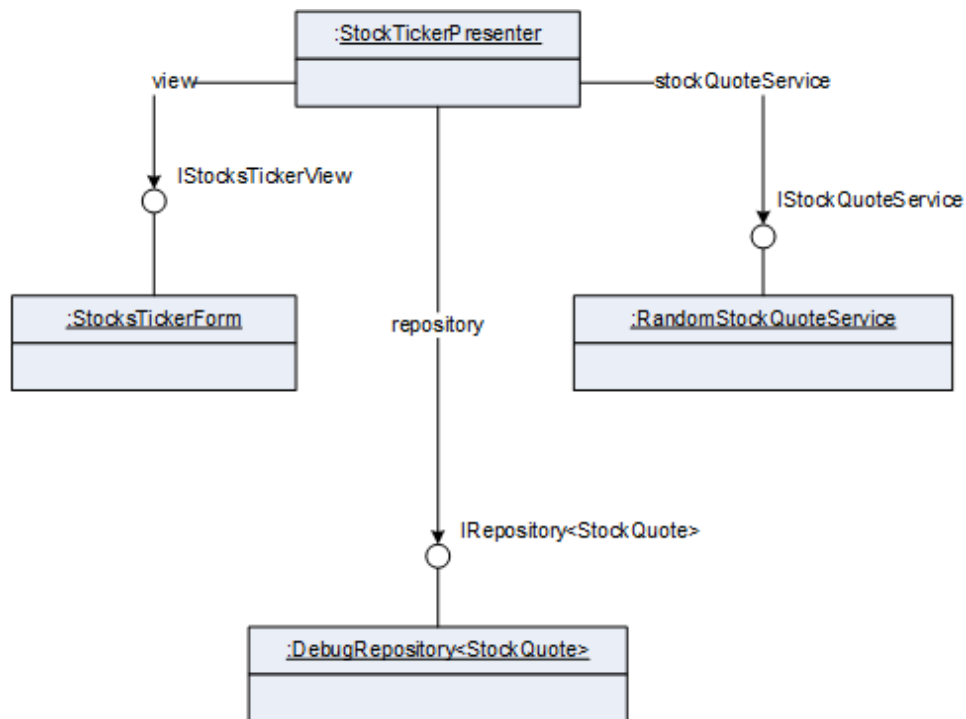 :StockTickerPresenter
view
stockQuoteService
IStocksTickerView
IStockQuoteService
:StocksTickerForm
:RandomStockQuoteService
repository
IRepository<StockQuote>
:DebugRepository<StockQuote>